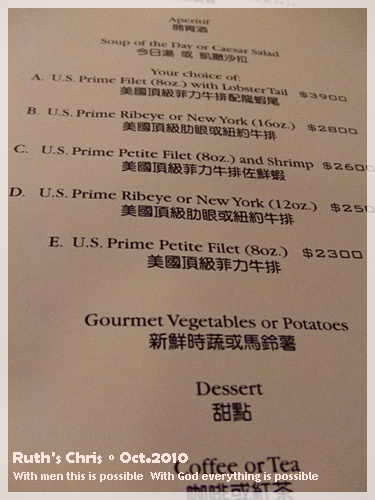 Aperitif
開胃酒
Soup of the Day or Caesar Salad
今日湯 或 凱撒沙拉
Your choice of:
A. U.S. Prime Filet (8oz.) with Lobster Tail $3900
美國頂級菲力牛排配龍蝦尾
B. U.S. Prime Ribeye or New York (16oz.) $2800
美國頂級肋眼或紐約牛排
C. U.S. Prime Petite Filet (8oz.) and Shrimp $2600
美國頂級菲力牛排佐鮮蝦
D. U.S. Prime Ribeye or New York (12oz.) $250
美國頂級肋眼或紐約牛排
E. U.S. Prime Petite Filet (8oz.) $2300
美國頂級菲力牛排
Gourmet Vegetables or Potatoes
新鮮時蔬或馬鈴薯
Dessert
甜點
Coffee or Tea
咖啡或紅茶
Ruth's Chris • Oct.2010
With men this is possible With God everything is possible